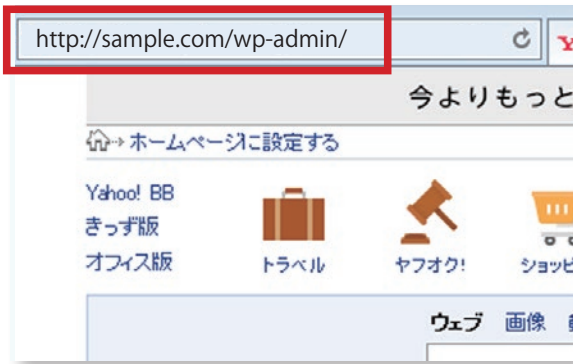 http://sample.com/wp-admin/
今よりもっと
ホームページに設定する
Yahoo! BB
きっず版
オフィス版
トラベル
ヤフオク!
ショッピ
ウェブ 画像